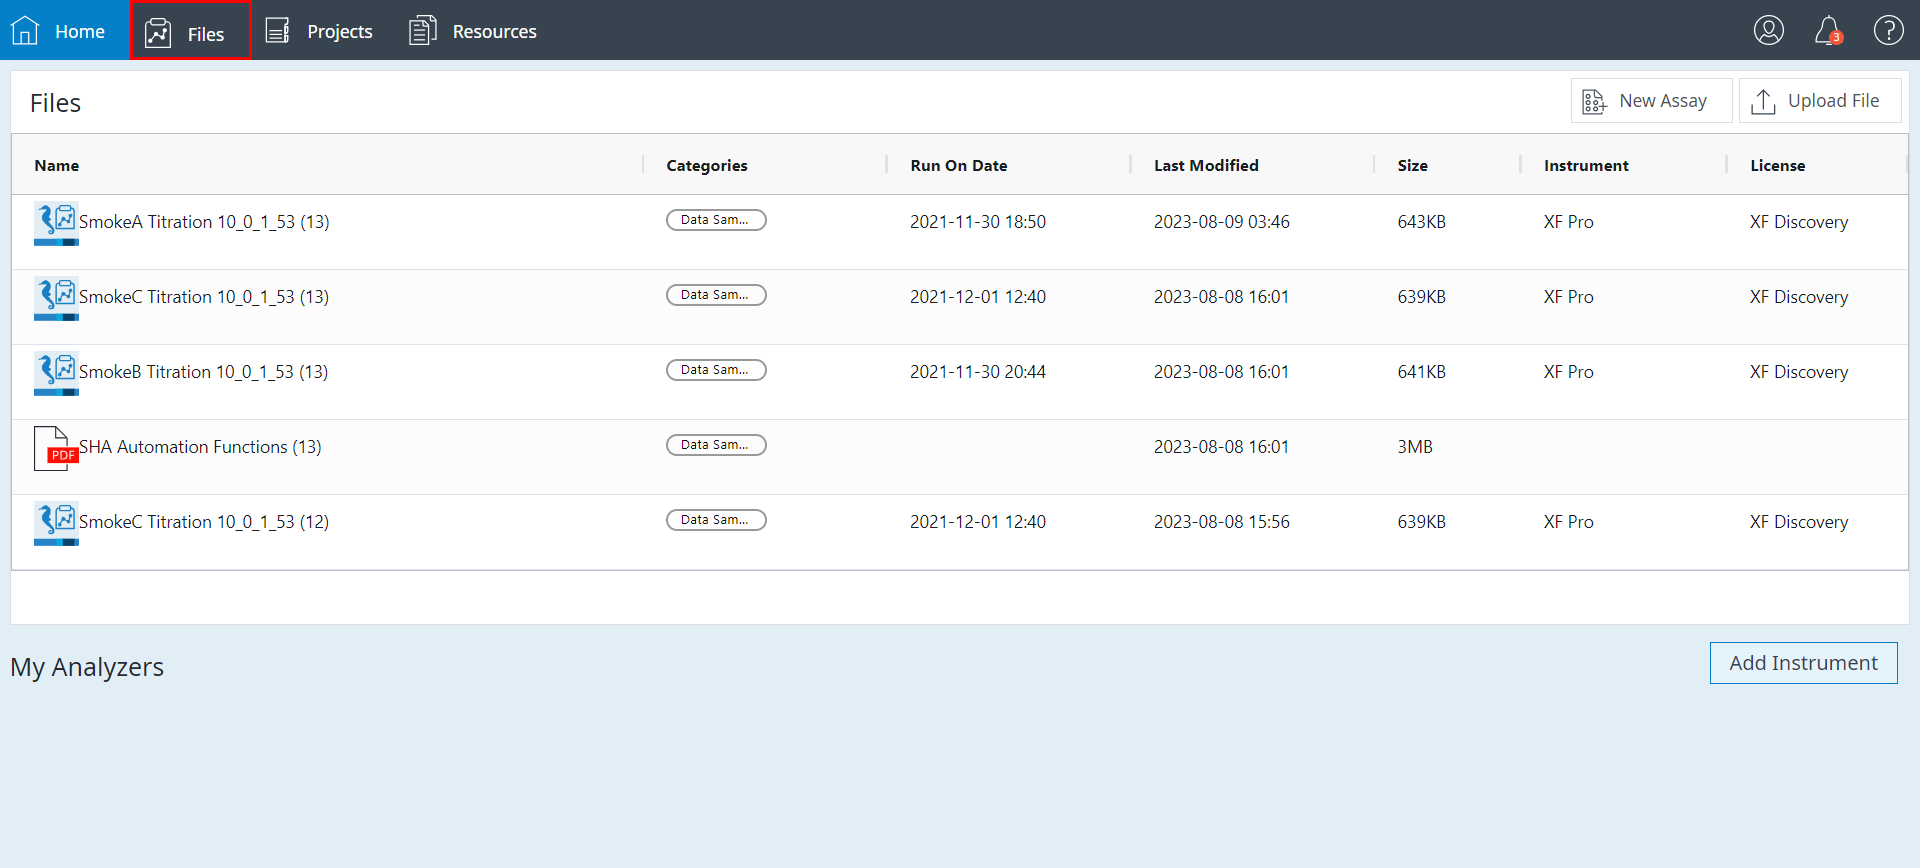 Home Files Projects Resources 3 ?
Files New Assay Upload File
Name Categories Run On Date Last Modified Size Instrument License
SmokeA Titration 10_0_1_53 (13) Data Sam... 2021-11-30 18:50 2023-08-09 03:46 643KB XF Pro XF Discovery
SmokeC Titration 10_0_1_53 (13) Data Sam... 2021-12-01 12:40 2023-08-08 16:01 639KB XF Pro XF Discovery
SmokeB Titration 10_0_1_53 (13) Data Sam... 2021-11-30 20:44 2023-08-08 16:01 641KB XF Pro XF Discovery
PDF SHA Automation Functions (13) Data Sam... 2023-08-08 16:01 3MB
SmokeC Titration 10_0_1_53 (12) Data Sam... 2021-12-01 12:40 2023-08-08 15:56 639KB XF Pro XF Discovery
My Analyzers Add Instrument